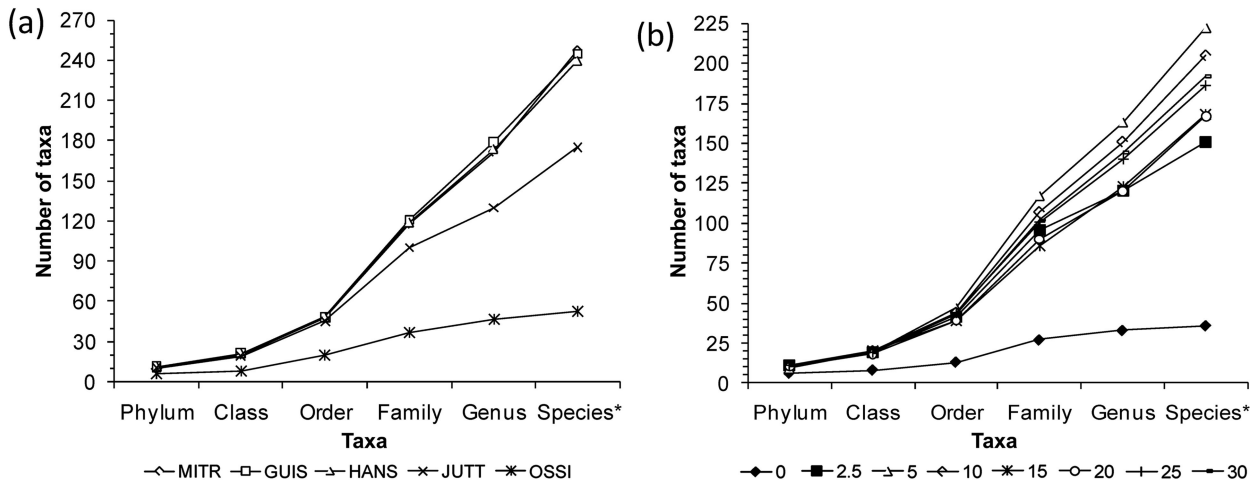 (a)
Number of taxa
270
240
210
180
150
120
90
60
30
0
Phylum Class Order Family Genus Species*
Taxa
MITR GUIS HANS JUTT OSSI
(b)
Number of taxa
225
200
175
150
125
100
75
50
25
0
Phylum Class Order Family Genus Species*
Taxa
0 2.5 5 10 15 20 25 30